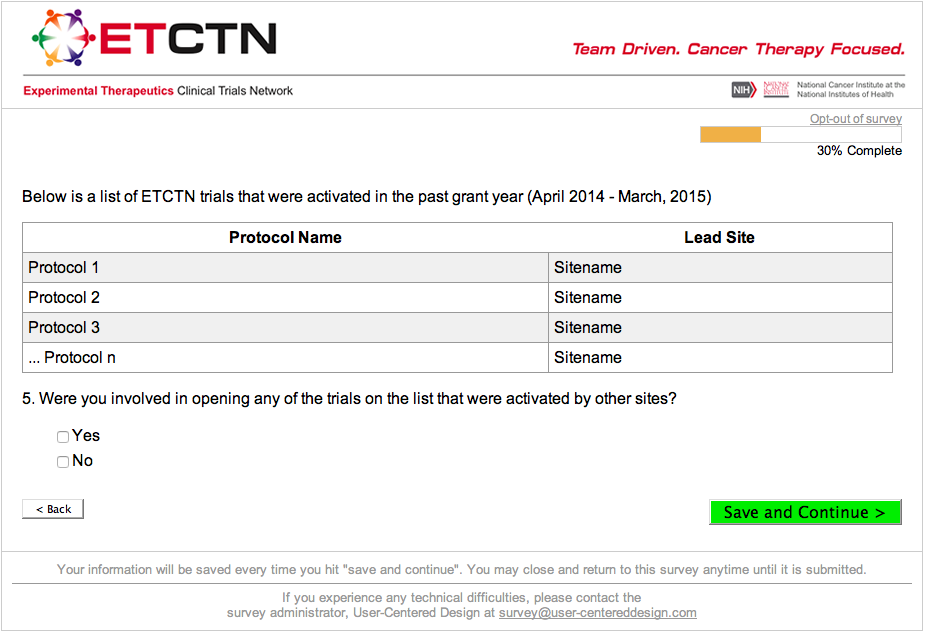 ETCTN
Team Driven. Cancer Therapy Focused.
Experimental Therapeutics Clinical Trials Network
NIH
NATIONAL
CANCER
INSTITUTE
National Cancer Institute at the
National Institutes of Health
Opt-out of survey
30% Complete
Below is a list of ETCTN trials that were activated in the past grant year (April 2014 - March, 2015)
Protocol Name Lead Site
Protocol 1 Sitename
Protocol 2 Sitename
Protocol 3 Sitename
... Protocol n Sitename
5. Were you involved in opening any of the trials on the list that were activated by other sites?
Yes
No
< Back
Save and Continue >
Your information will be saved every time you hit "save and continue". You may close and return to this survey anytime until it is submitted.
If you experience any technical difficulties, please contact the
survey administrator, User-Centered Design at survey@user-centereddesign.com